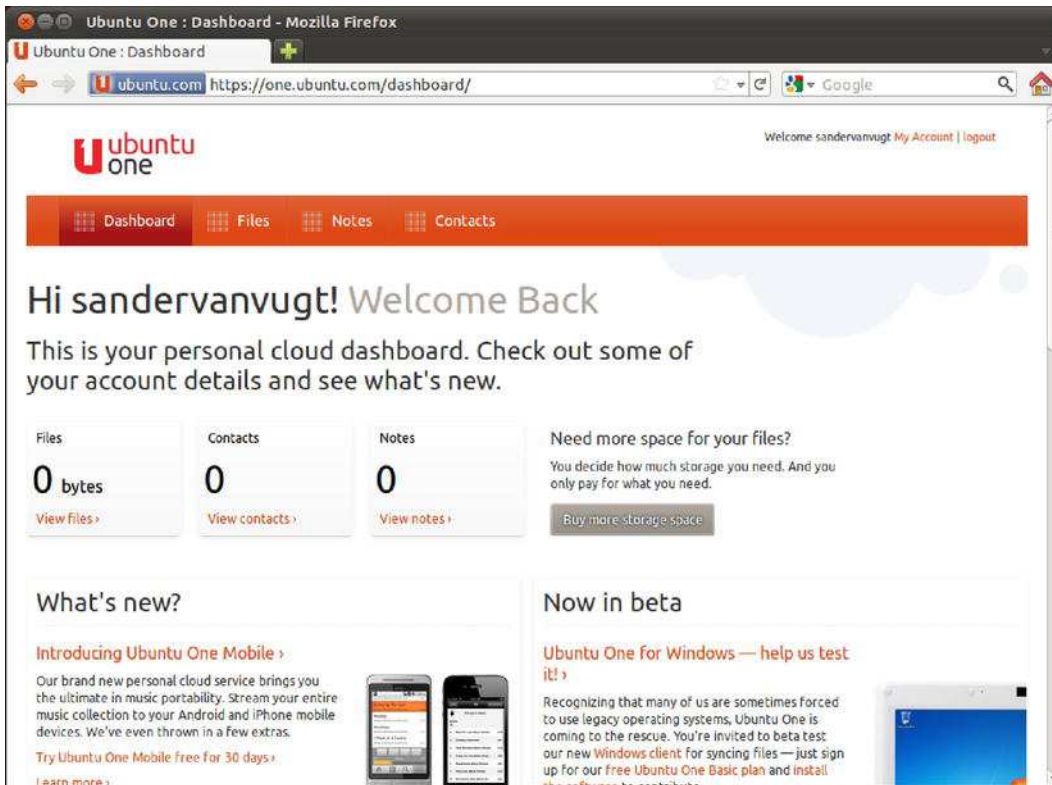 Ubuntu One : Dashboard - Mozilla Firefox
Ubuntu One : Dashboard
ubuntu.com https://one.ubuntu.com/dashboard/
Google
ubuntu
one
Welcome sandervanvugt My Account | logout
Dashboard
Files
Notes
Contacts
Hi sandervanvugt! Welcome Back
This is your personal cloud dashboard. Check out some of
your account details and see what's new.
Files
0 bytes
View files ›
Contacts
0
View contacts ›
Notes
0
View notes ›
Need more space for your files?
You decide how much storage you need. And you
only pay for what you need.
Buy more storage space
What's new?
Introducing Ubuntu One Mobile ›
Our brand new personal cloud service brings you
the ultimate in music portability. Stream your entire
music collection to your Android and iPhone mobile
devices. We've even thrown in a few extras.
Try Ubuntu One Mobile free for 30 days ›
Learn more ›
Now in beta
Ubuntu One for Windows — help us test
it! ›
Recognizing that many of us are sometimes forced
to use legacy operating systems, Ubuntu One is
coming to the rescue. You're invited to beta test
our new Windows client for syncing files — just sign
up for our free Ubuntu One Basic plan and install
the software to contribute